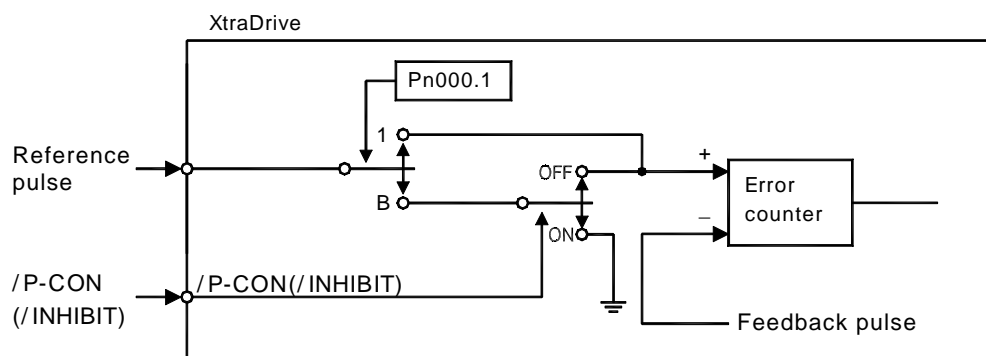 XtraDrive
Pn000.1
1
Reference
pulse
B
OFF
ON
+
–
Error
counter
/P-CON
(/INHIBIT)
/P-CON(/INHIBIT)
Feedback pulse